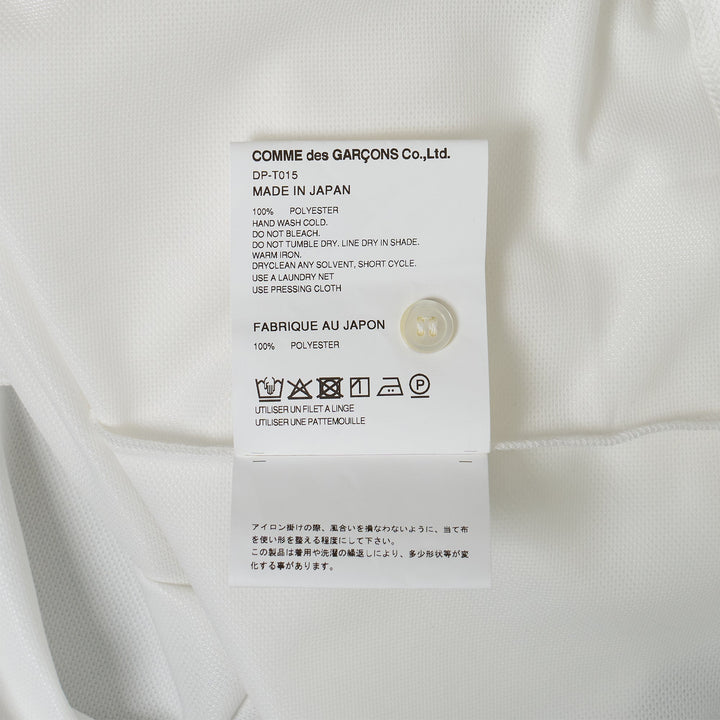 COMME des GARÇONS Co.,Ltd.
DP-T015
MADE IN JAPAN
100% POLYESTER
HAND WASH COLD.
DO NOT BLEACH.
DO NOT TUMBLE DRY. LINE DRY IN SHADE.
WARM IRON.
DRYCLEAN ANY SOLVENT, SHORT CYCLE.
USE A LAUNDRY NET
USE PRESSING CLOTH
FABRIQUE AU JAPON
100% POLYESTER
P
UTILISER UN FILET A LINGE
UTILISER UNE PATTEMOUILLE
アイロン掛けの際、風合いを損なわないように、当て布
を使い形を整える程度にして下さい。
この製品は着用や洗濯の繰返しにより、多少形状等が変
化する事があります。